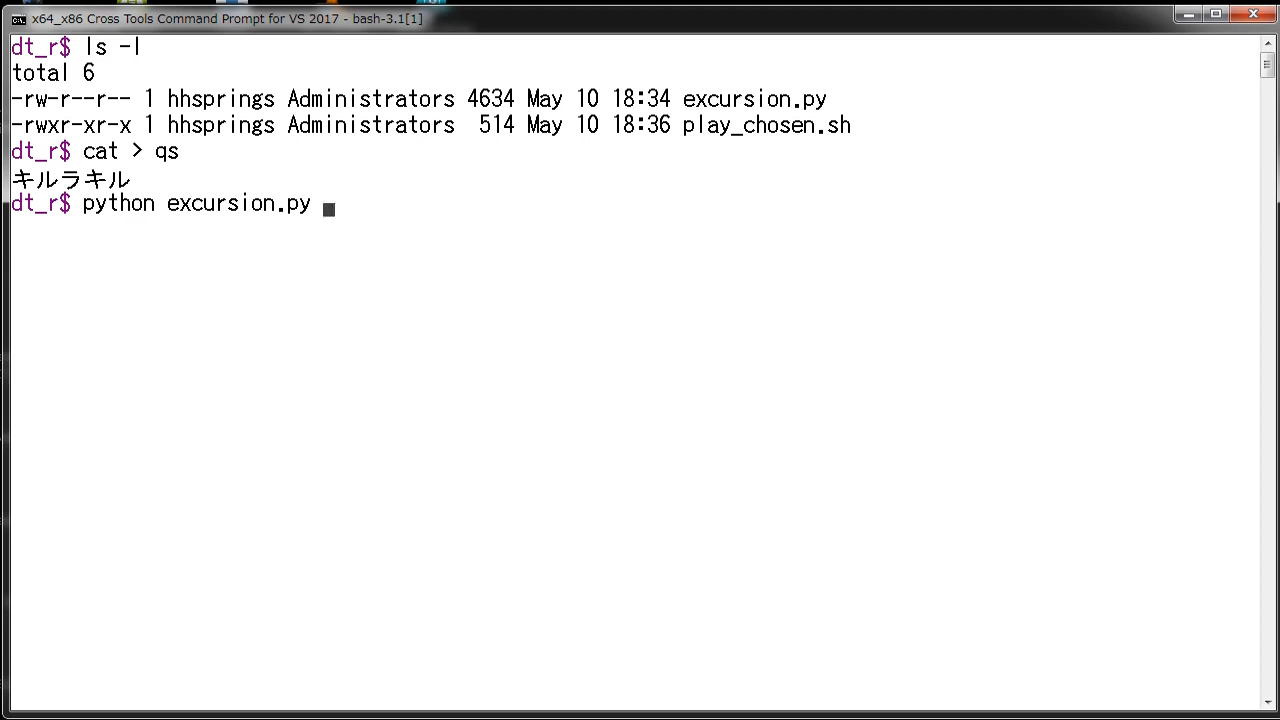 x64_x86 Cross Tools Command Prompt for VS 2017 - bash-3.1[1]
dt_r$ ls -l
total 6
-rw-r--r-- 1 hhsprings Administrators 4634 May 10 18:34 excursion.py
-rwxr-xr-x 1 hhsprings Administrators  514 May 10 18:36 play_chosen.sh
dt_r$ cat > qs
キルラキル
dt_r$ python excursion.py